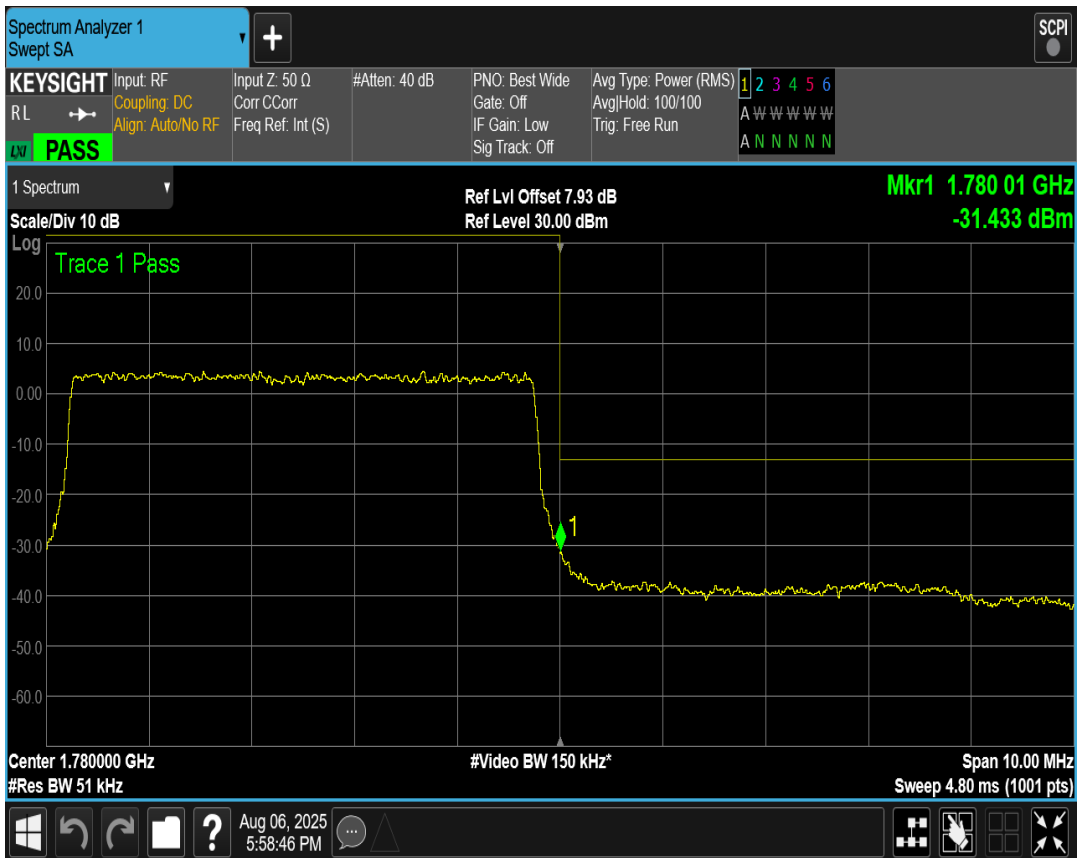 Spectrum Analyzer 1
Swept SA
+
SCPI
KEYSIGHT
RL
LXI PASS
Input: RF
Coupling: DC
Align: Auto/No RF
Input Z: 50 Ω
Corr CCorr
Freq Ref: Int (S)
#Atten: 40 dB
PNO: Best Wide
Gate: Off
IF Gain: Low
Sig Track: Off
Avg Type: Power (RMS)
Avg|Hold: 100/100
Trig: Free Run
1 2 3 4 5 6
A W W W W W
A N N N N N
1 Spectrum
Scale/Div 10 dB
Ref Lvl Offset 7.93 dB
Ref Level 30.00 dBm
Mkr1 1.780 01 GHz
-31.433 dBm
Log
Trace 1 Pass
20.0
10.0
0.00
-10.0
-20.0
1
-30.0
-40.0
-50.0
-60.0
Center 1.780000 GHz
#Res BW 51 kHz
#Video BW 150 kHz*
Span 10.00 MHz
Sweep 4.80 ms (1001 pts)
?
Aug 06, 2025
5:58:46 PM